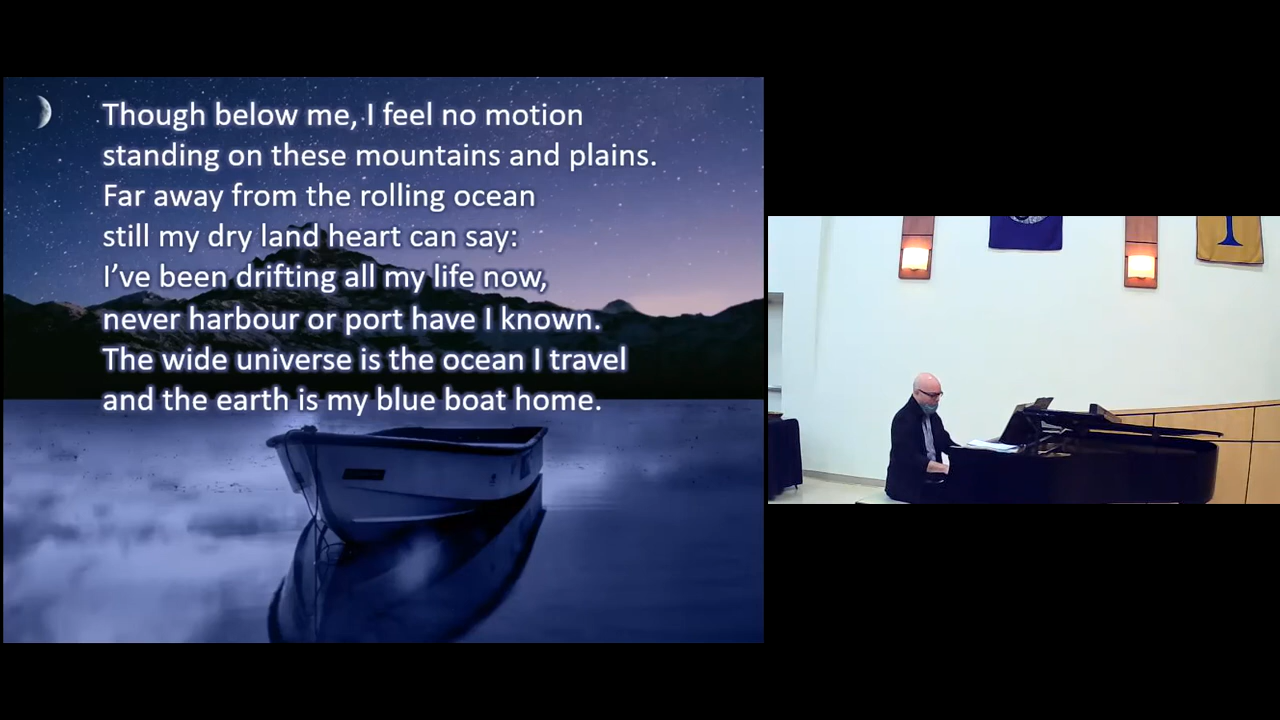 Though below me, I feel no motion
standing on these mountains and plains.
Far away from the rolling ocean
still my dry land heart can say:
I’ve been drifting all my life now,
never harbour or port have I known.
The wide universe is the ocean I travel
and the earth is my blue boat home.